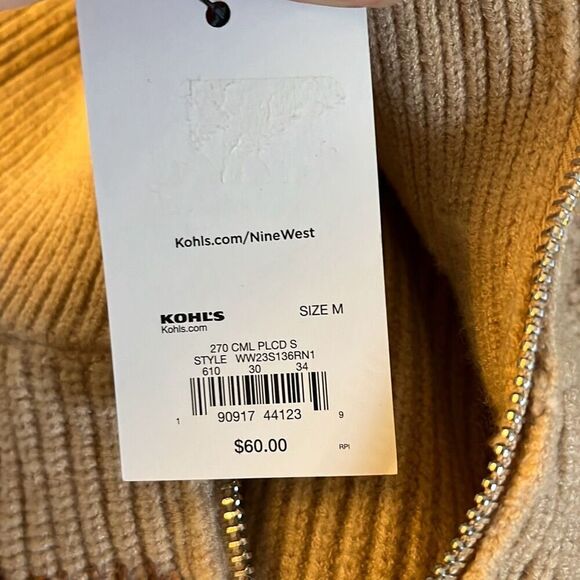 Kohls.com/NineWest
KOHL'S SIZE M
Kohls.com
270 CML PLCD S
STYLE WW23S136RN1
610 30 34
1 90917 44123 9
$60.00 RPI